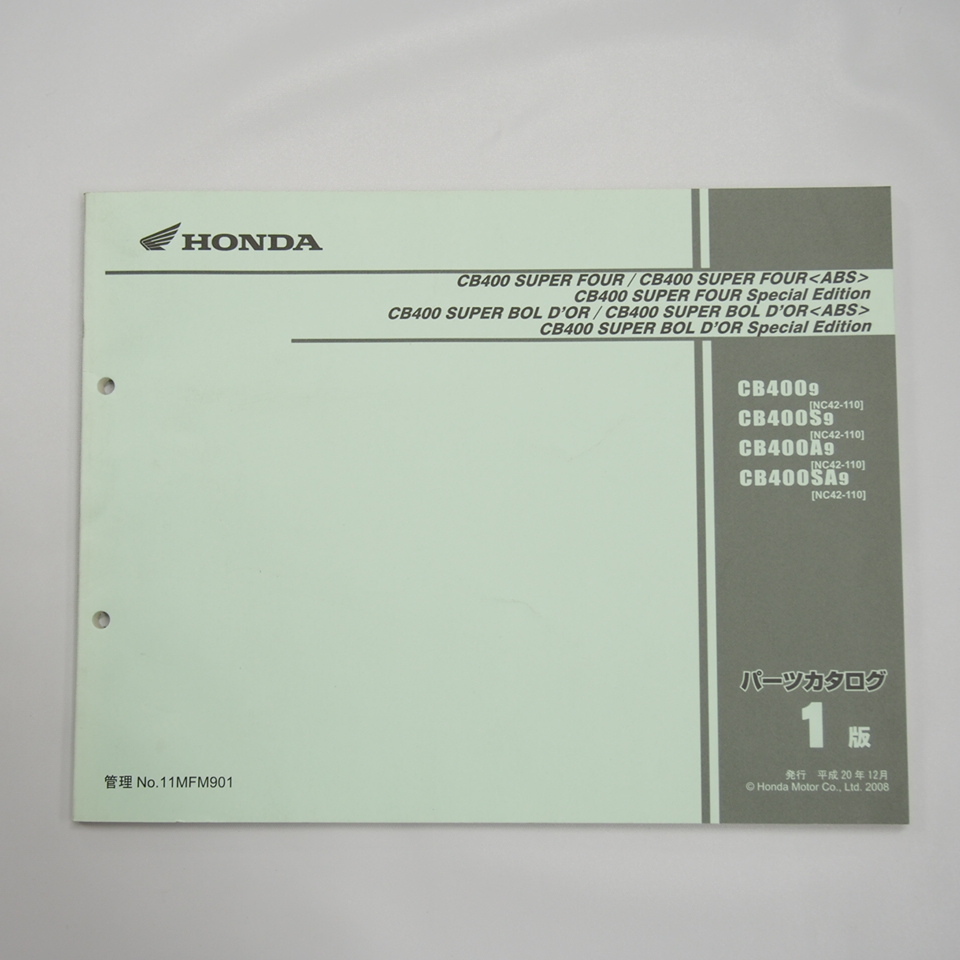 HONDA
CB400 SUPER FOUR / CB400 SUPER FOUR<ABS>
CB400 SUPER FOUR Special Edition
CB400 SUPER BOL D'OR / CB400 SUPER BOL D'OR<ABS>
CB400 SUPER BOL D'OR Special Edition
CB4009
[NC42-110]
CB400S9
[NC42-110]
CB400A9
[NC42-110]
CB400SA9
[NC42-110]
パーツカタログ
1 版
発行 平成 20 年 12月
© Honda Motor Co., Ltd. 2008
管理 No.11MFM901